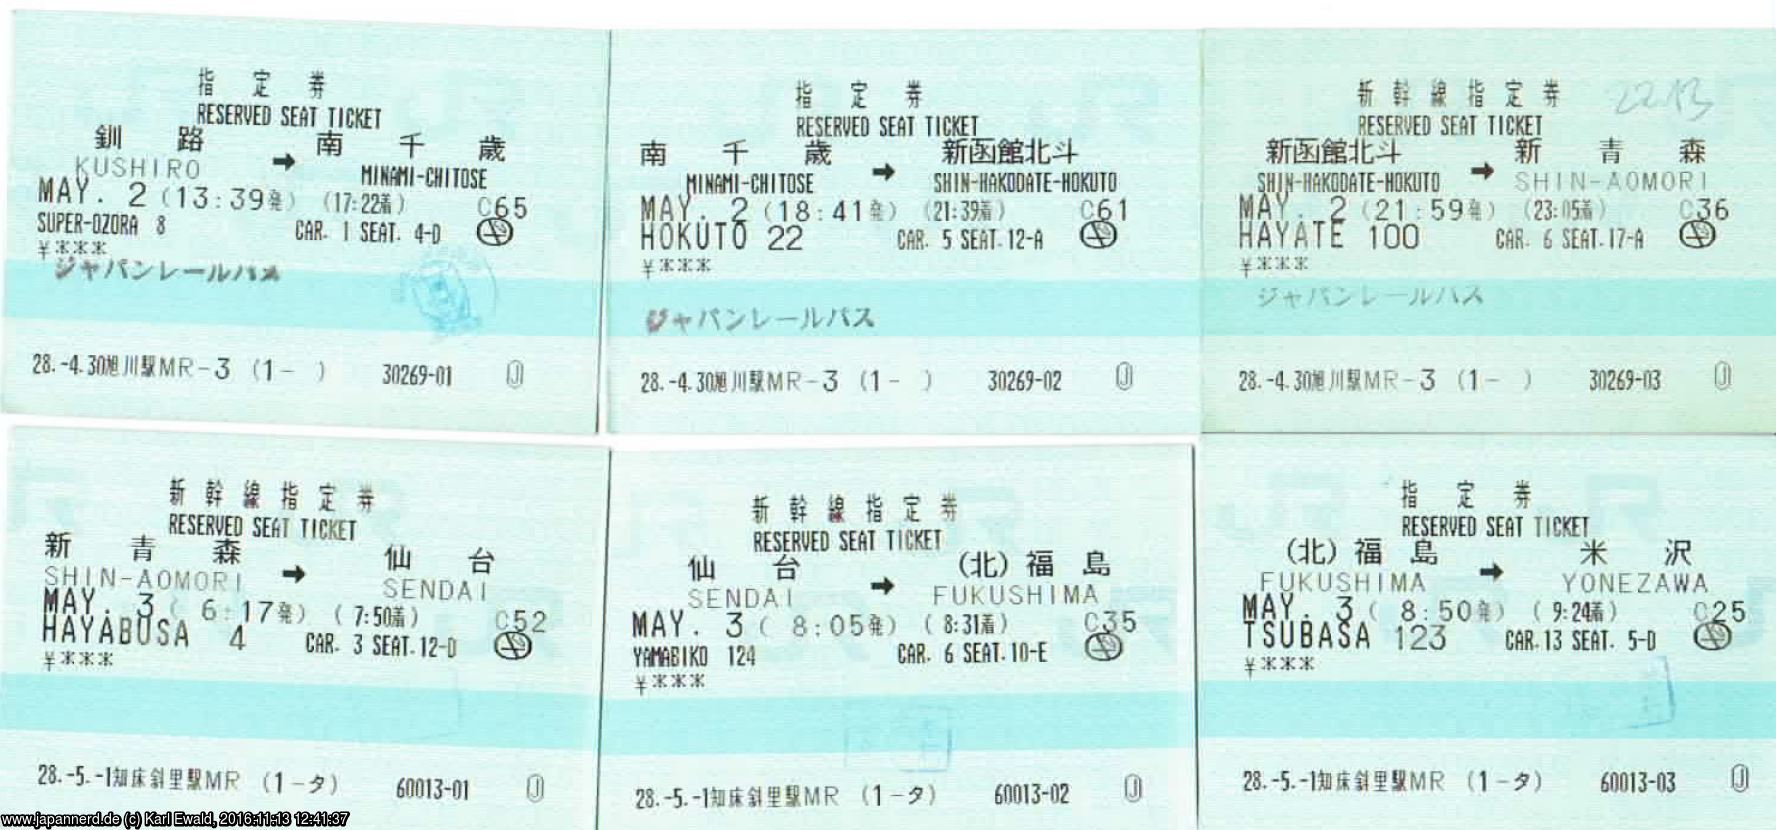 指 定 券
RESERVED SEAT TICKET
釧 路 → 南 千 歳
KUSHIRO MINAMI-CHITOSE
MAY. 2 (13:39発) (17:22着) C65
SUPER-OZORA 8 CAR. 1 SEAT. 4-D
¥***
ジャパンレールパス
28.-4.30旭川駅MR-3 (1- ) 30269-01
指 定 券
RESERVED SEAT TICKET
南 千 歳 → 新函館北斗
MINAMI-CHITOSE SHIN-HAKODATE-HOKUTO
MAY. 2 (18:41発) (21:39着) C61
HOKUTO 22 CAR. 5 SEAT.12-A
¥***
ジャパンレールパス
28.-4.30旭川駅MR-3 (1- ) 30269-02
新 幹 線 指 定 券 2213
RESERVED SEAT TICKET
新函館北斗 → 新 青 森
SHIN-HAKODATE-HOKUTO SHIN-AOMORI
MAY. 2 (21:59発) (23:05着) C36
HAYATE 100 CAR. 6 SEAT.17-A
¥***
ジャパンレールパス
28.-4.30旭川駅MR-3 (1- ) 30269-03
新 幹 線 指 定 券
RESERVED SEAT TICKET
新 青 森 → 仙 台
SHIN-AOMORI SENDAI
MAY. 3 ( 6:17発) ( 7:50着) C52
HAYABUSA 4 CAR. 3 SEAT.12-D
¥***
28.-5.-1知床斜里駅MR (1-タ) 60013-01
新 幹 線 指 定 券
RESERVED SEAT TICKET
仙 台 → (北) 福 島
SENDAI FUKUSHIMA
MAY. 3 ( 8:05発) ( 8:31着) C35
YAMABIKO 124 CAR. 6 SEAT.10-E
¥***
28.-5.-1知床斜里駅MR (1-タ) 60013-02
指 定 券
RESERVED SEAT TICKET
(北) 福 島 → 米 沢
FUKUSHIMA YONEZAWA
MAY. 3 ( 8:50発) ( 9:24着) C25
TSUBASA 123 CAR.13 SEAT. 5-D
¥***
28.-5.-1知床斜里駅MR (1-タ) 60013-03
www.japannerd.de (c) Karl Ewald, 2016:11:13 12:41:37